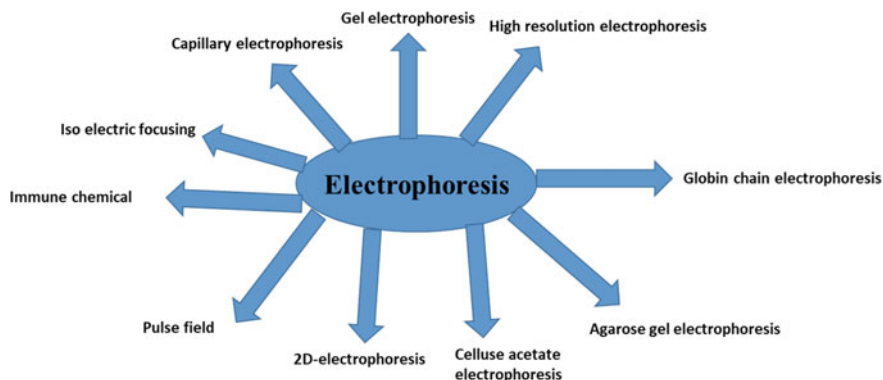 Gel electrophoresis
High resolution electrophoresis
Capillary electrophoresis
Iso electric focusing
Electrophoresis
Globin chain electrophoresis
Immune chemical
Pulse field
Agarose gel electrophoresis
2D-electrophoresis
Celluse acetate
electrophoresis